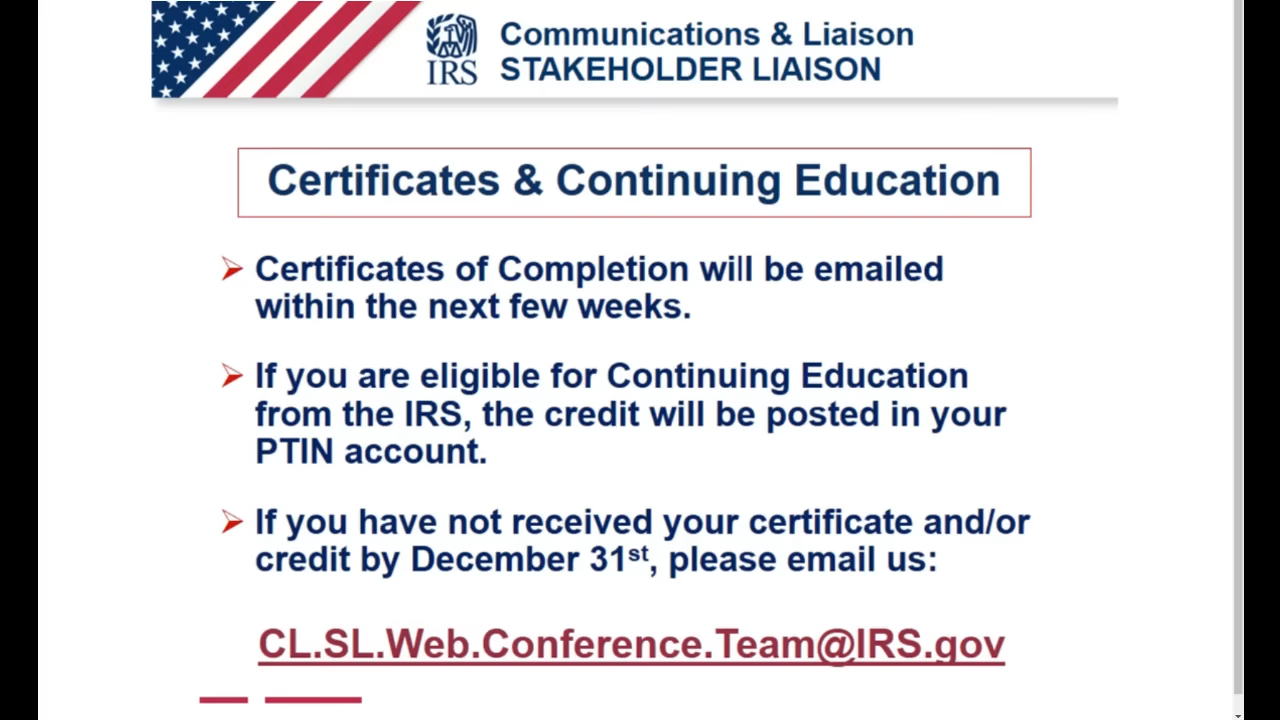 Communications & Liaison
IRS
STAKEHOLDER LIAISON
Certificates & Continuing Education
Certificates of Completion will be emailed
within the next few weeks.
If you are eligible for Continuing Education
from the IRS, the credit will be posted in your
PTIN account.
If you have not received your certificate and/or
credit by December 31st, please email us:
CL.SL.Web.Conference.Team@IRS.gov